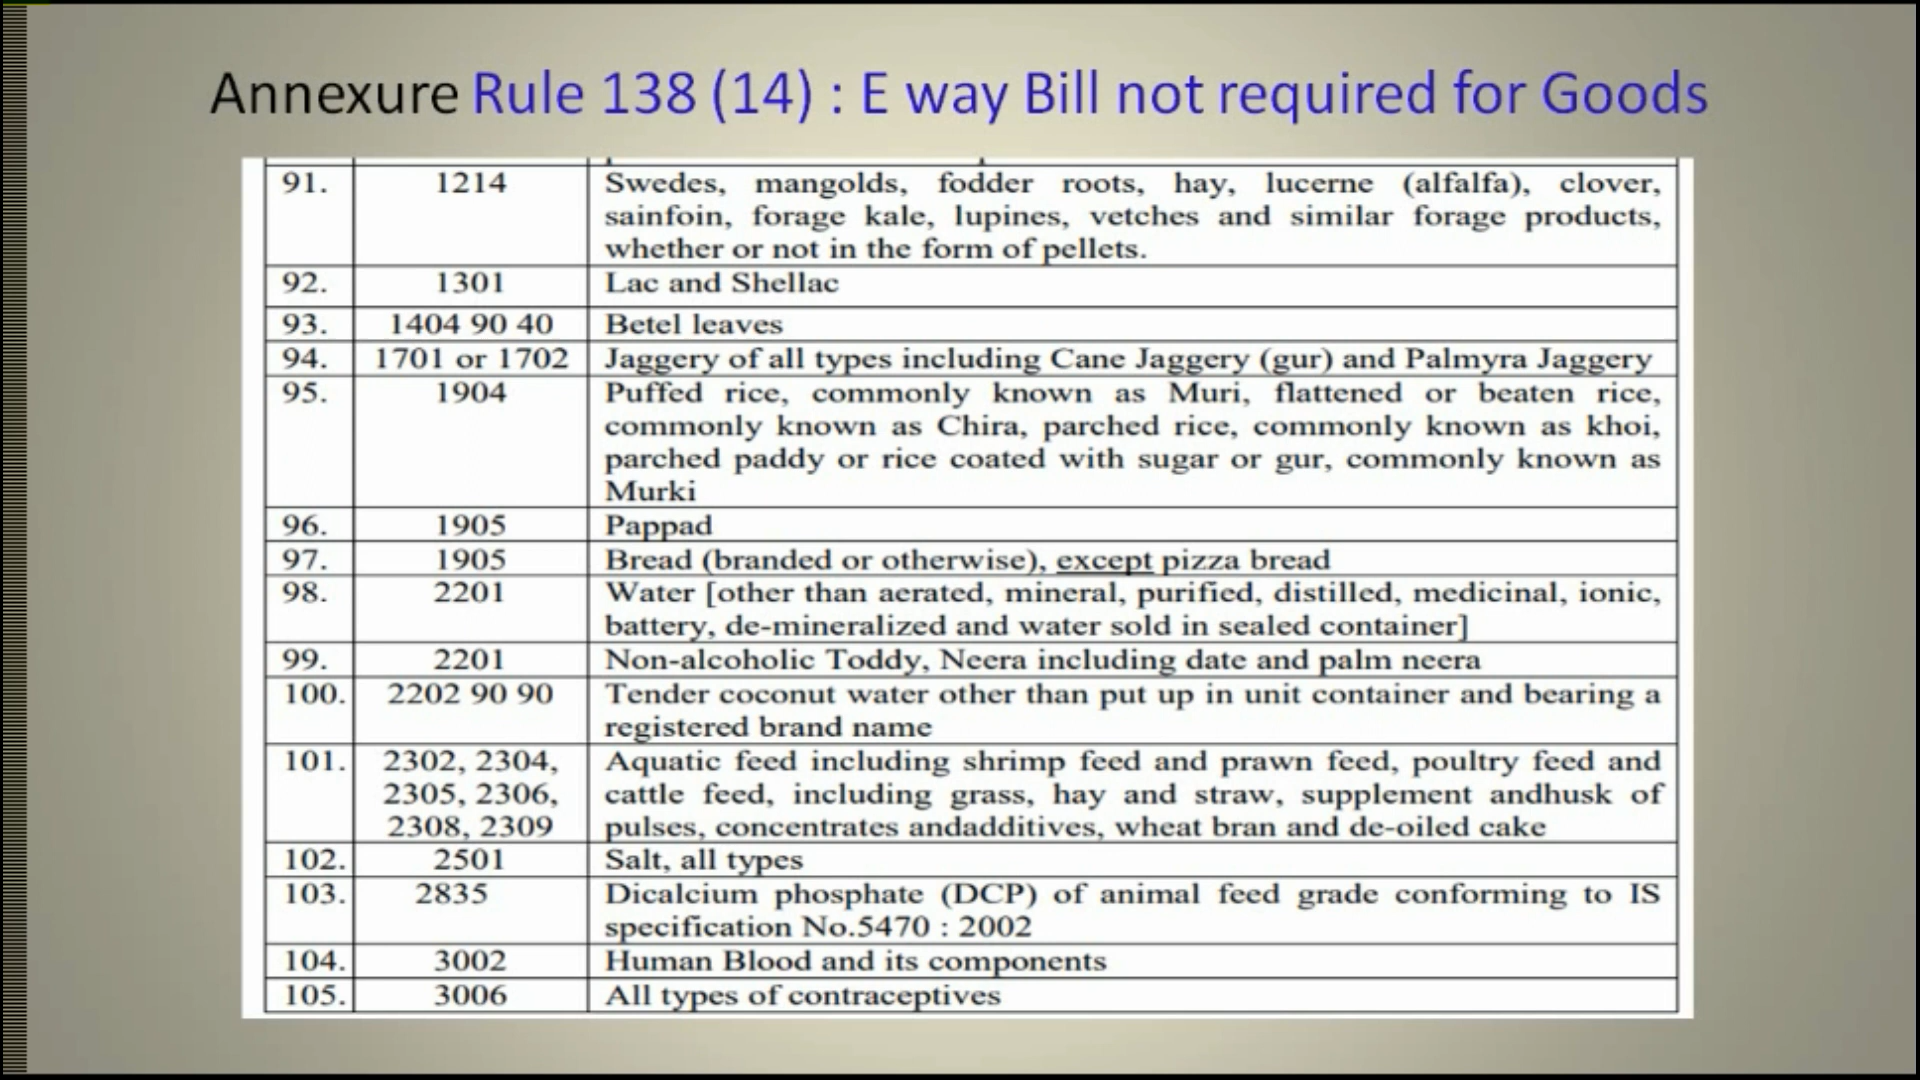 Annexure Rule 138 (14) : E way Bill not required for Goods
91. 1214 Swedes, mangolds, fodder roots, hay, lucerne (alfalfa), clover,
sainfoin, forage kale, lupines, vetches and similar forage products,
whether or not in the form of pellets.
92. 1301 Lac and Shellac
93. 1404 90 40 Betel leaves
94. 1701 or 1702 Jaggery of all types including Cane Jaggery (gur) and Palmyra Jaggery
95. 1904 Puffed rice, commonly known as Muri, flattened or beaten rice,
commonly known as Chira, parched rice, commonly known as khoi,
parched paddy or rice coated with sugar or gur, commonly known as
Murki
96. 1905 Pappad
97. 1905 Bread (branded or otherwise), except pizza bread
98. 2201 Water [other than aerated, mineral, purified, distilled, medicinal, ionic,
battery, de-mineralized and water sold in sealed container]
99. 2201 Non-alcoholic Toddy, Neera including date and palm neera
100. 2202 90 90 Tender coconut water other than put up in unit container and bearing a
registered brand name
101. 2302, 2304, Aquatic feed including shrimp feed and prawn feed, poultry feed and
2305, 2306, cattle feed, including grass, hay and straw, supplement andhusk of
2308, 2309 pulses, concentrates andadditives, wheat bran and de-oiled cake
102. 2501 Salt, all types
103. 2835 Dicalcium phosphate (DCP) of animal feed grade conforming to IS
specification No.5470 : 2002
104. 3002 Human Blood and its components
105. 3006 All types of contraceptives